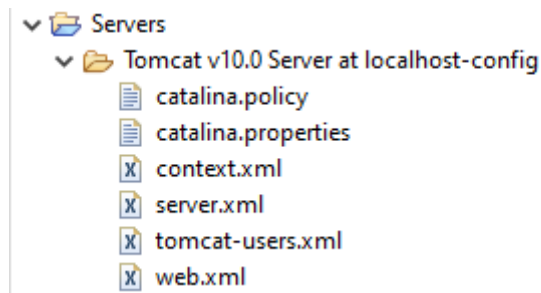 Servers
Tomcat v10.0 Server at localhost-config
catalina.policy
catalina.properties
context.xml
server.xml
tomcat-users.xml
web.xml